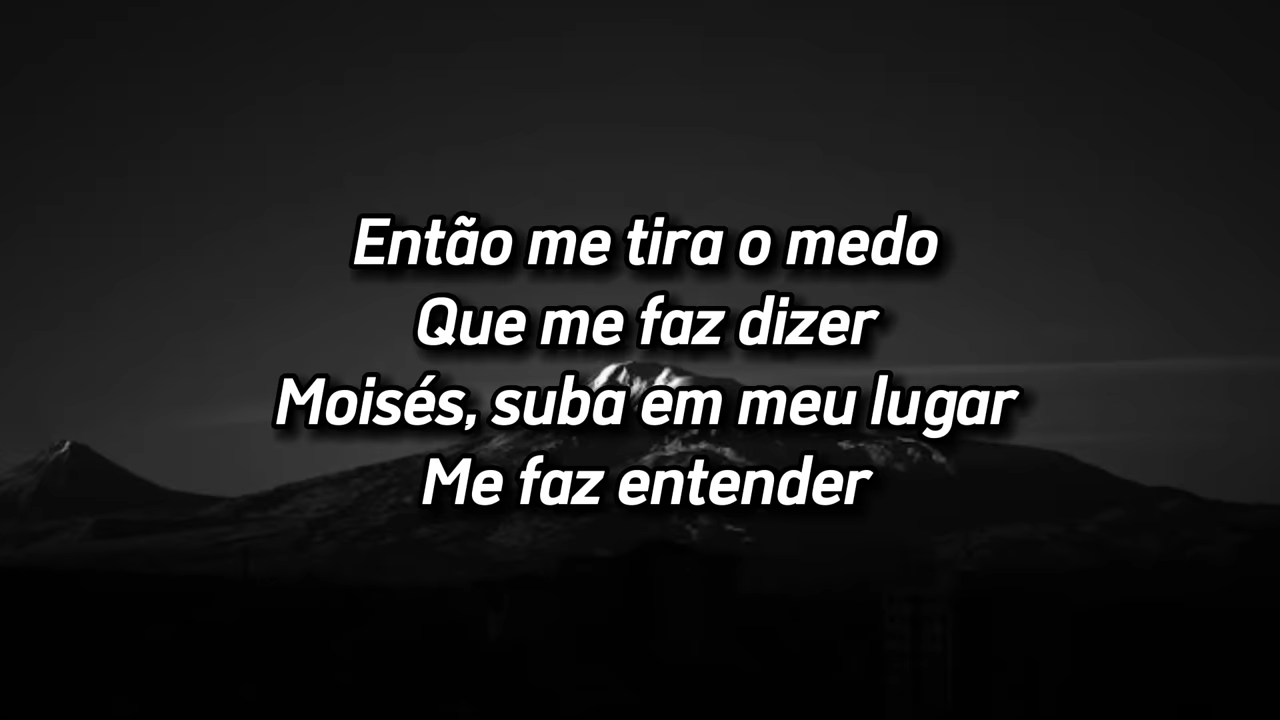 Então me tira o medo
Que me faz dizer
Moisés, suba em meu lugar
Me faz entender